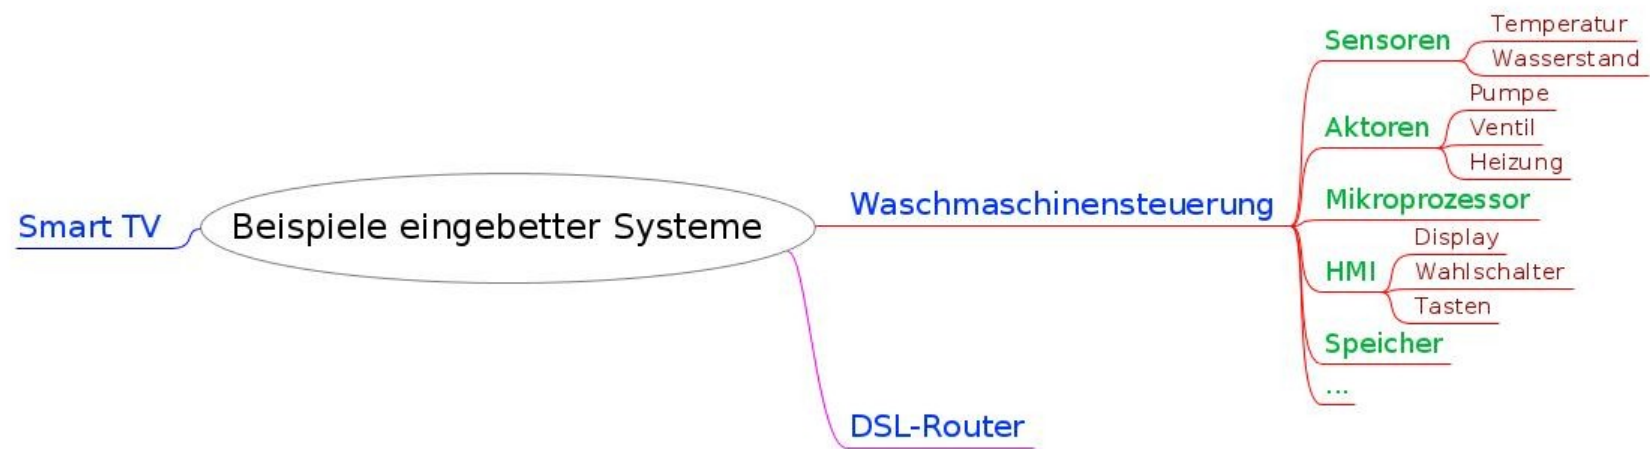 Smart TV
Beispiele eingebetter Systeme
Waschmaschinensteuerung
Sensoren
Temperatur
Wasserstand
Aktoren
Pumpe
Ventil
Heizung
Mikroprozessor
HMI
Display
Wahlschalter
Tasten
Speicher
...
DSL-Router